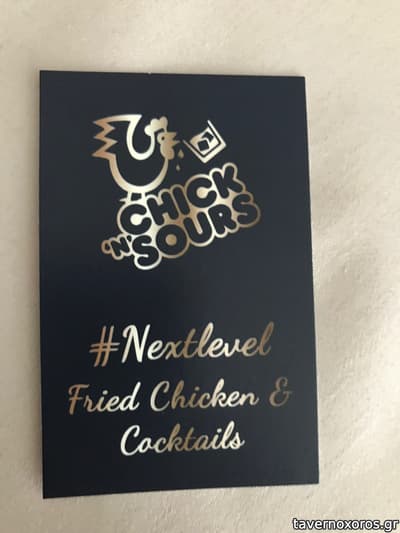 CHICK
'N' SOURS
#Nextlevel
Fried Chicken &
Cocktails
tavernoxoros.gr